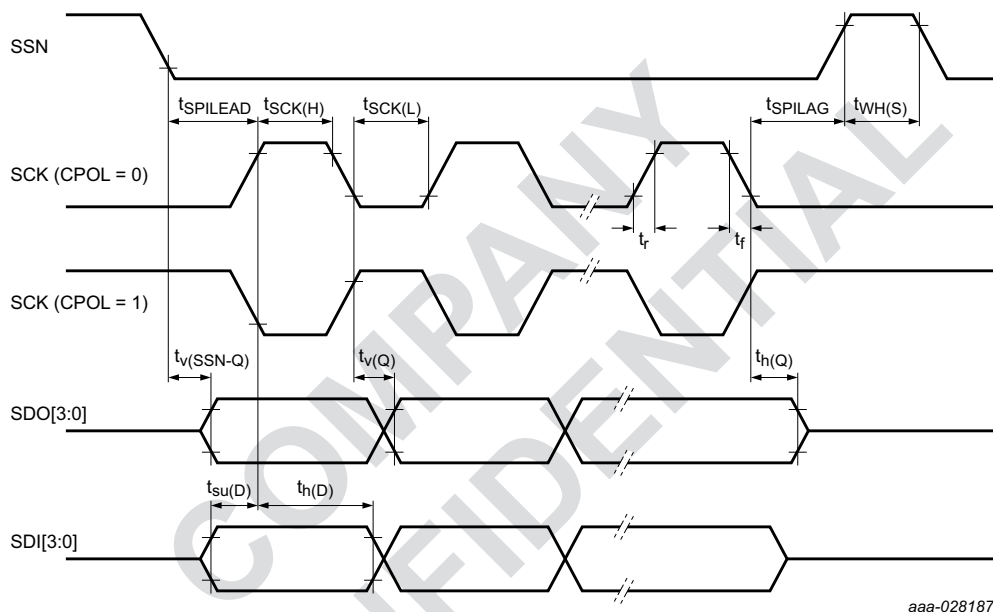 SSN
tSPILEAD tSCK(H) tSCK(L) tSPILAG tWH(S)
SCK (CPOL = 0)
tr tf
SCK (CPOL = 1)
tv(SSN-Q) tv(Q) th(Q)
SDO[3:0]
tsu(D) th(D)
SDI[3:0]
aaa-028187
COMPANY
CONFIDENTIAL